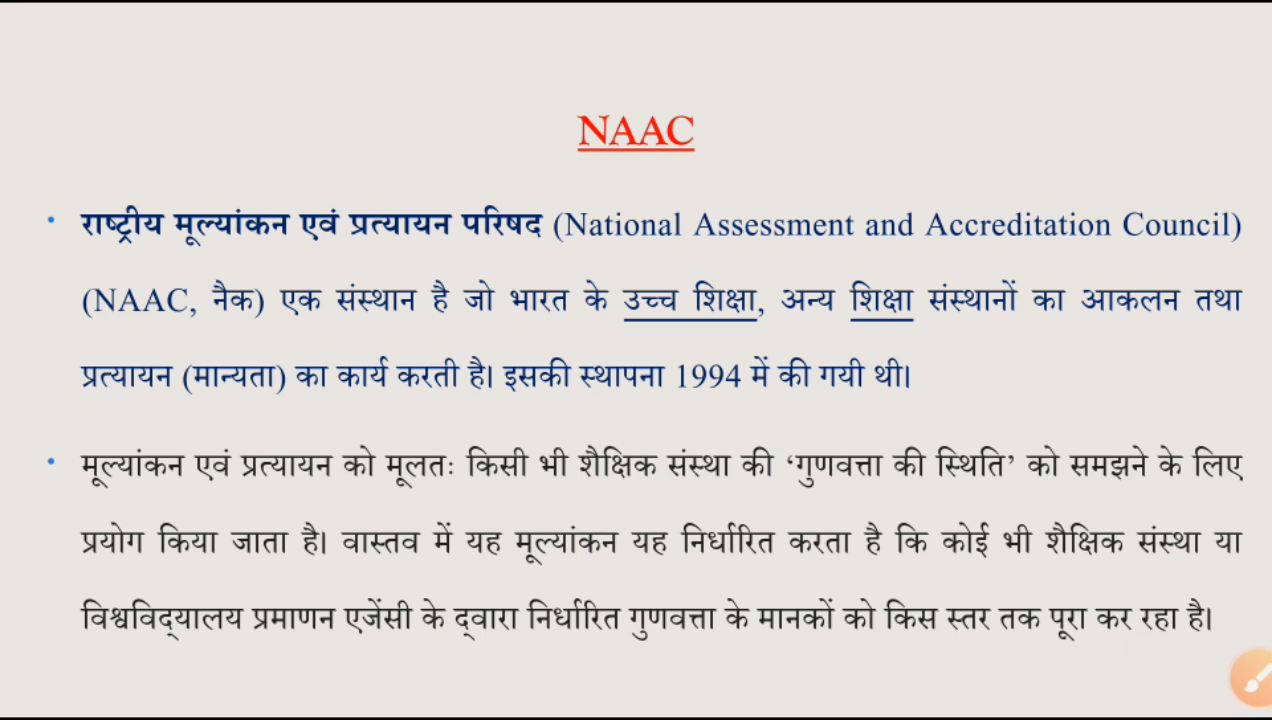 NAAC
• राष्ट्रीय मूल्यांकन एवं प्रत्यायन परिषद (National Assessment and Accreditation Council)
(NAAC, नैक) एक संस्थान है जो भारत के उच्च शिक्षा, अन्य शिक्षा संस्थानों का आकलन तथा
प्रत्यायन (मान्यता) का कार्य करती है। इसकी स्थापना 1994 में की गयी थी।
• मूल्यांकन एवं प्रत्यायन को मूलतः किसी भी शैक्षिक संस्था की ‘गुणवत्ता की स्थिति’ को समझने के लिए
प्रयोग किया जाता है। वास्तव में यह मूल्यांकन यह निर्धारित करता है कि कोई भी शैक्षिक संस्था या
विश्वविद्‌यालय प्रमाणन एजेंसी के द्‌वारा निर्धारित गुणवत्ता के मानकों को किस स्तर तक पूरा कर रहा है।